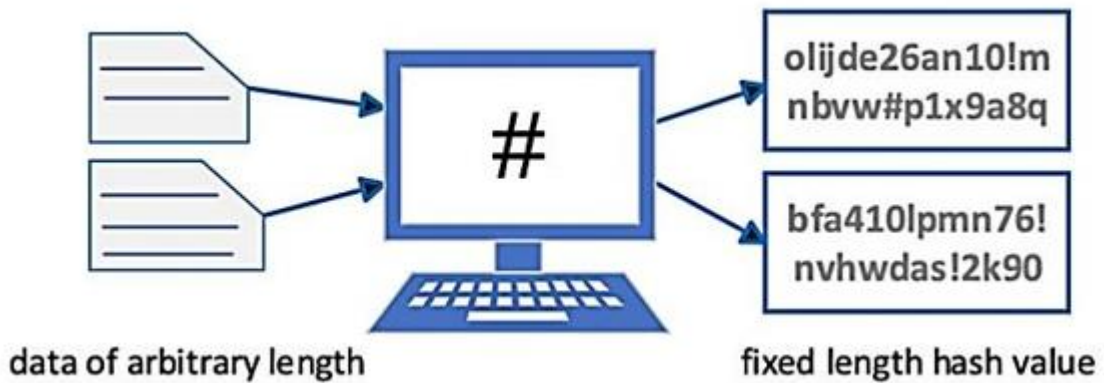 #
olijde26an10!m
nbvw#p1x9a8q
bfa410lpmn76!
nvhwdas!2k90
data of arbitrary length
fixed length hash value